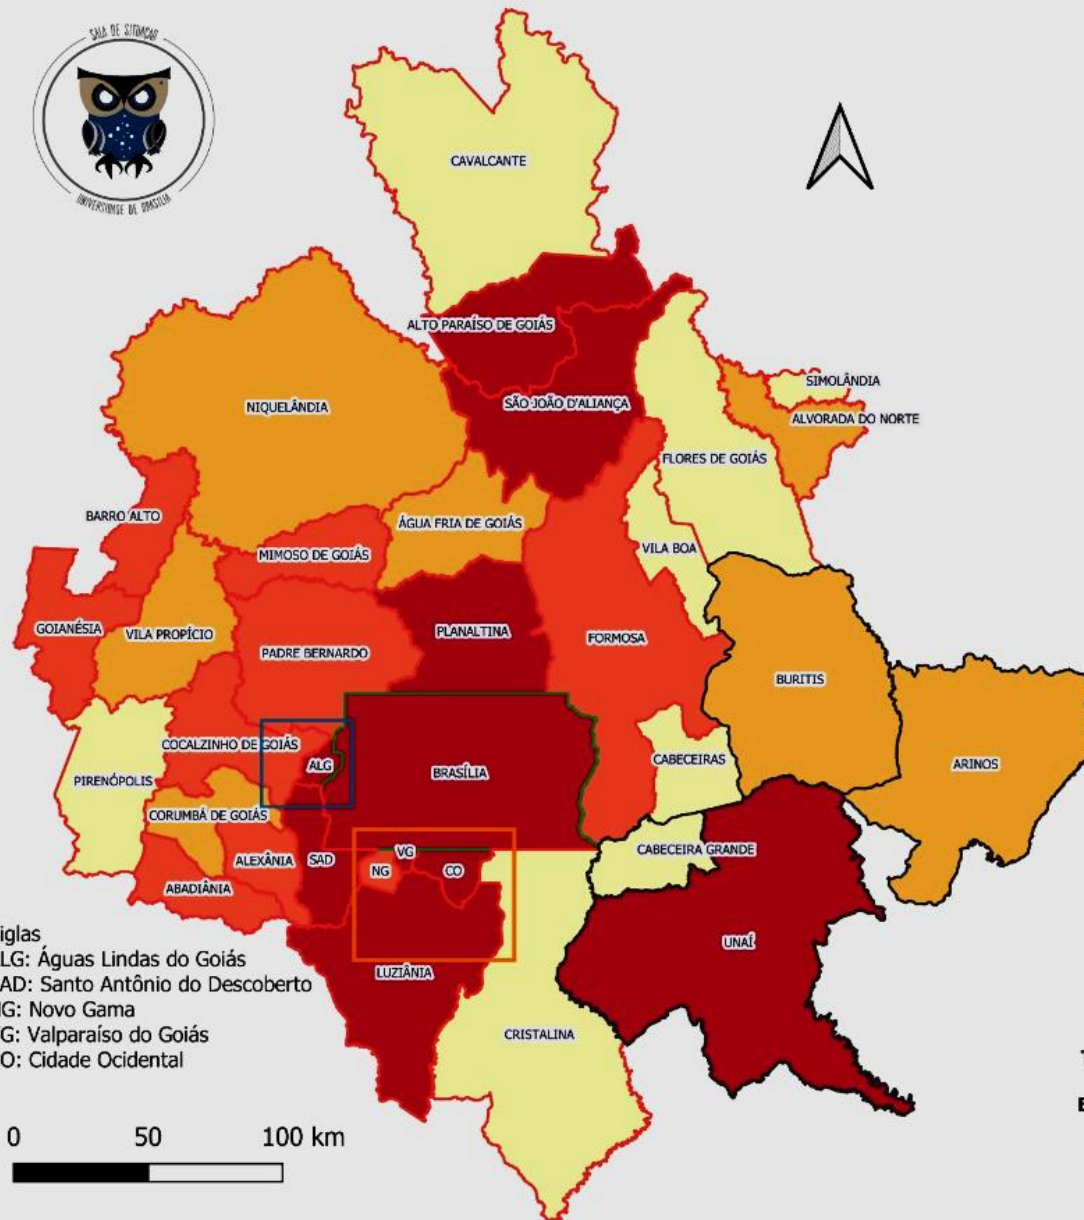 SALA DE SITUAÇÃO
UNIVERSIDADE DE BRASÍLIA
CAVALCANTE
ALTO PARAÍSO DE GOIÁS
SIMOLÂNDIA
SÃO JOÃO D'ALIANÇA
NIQUELÂNDIA
ALVORADA DO NORTE
FLORES DE GOIÁS
BARRO ALTO
ÁGUA FRIA DE GOIÁS
VILA BOA
MIMOSO DE GOIÁS
GOIANÉSIA
VILA PROPÍCIO
PLANALTINA
FORMOSA
PADRE BERNARDO
BURITIS
COCALZINHO DE GOIÁS
CABECEIRAS
ALG
ARINOS
BRASÍLIA
PIRENÓPOLIS
CORUMBÁ DE GOIÁS
CABECEIRA GRANDE
VG
ALEXÂNIA
SAD
NG
CO
ABADIÂNIA
UNAÍ
LUZIÂNIA
CRISTALINA
iglas
LG: Águas Lindas do Goiás
AD: Santo Antônio do Descoberto
G: Novo Gama
G: Valparaíso do Goiás
O: Cidade Ocidental
0 50 100 km